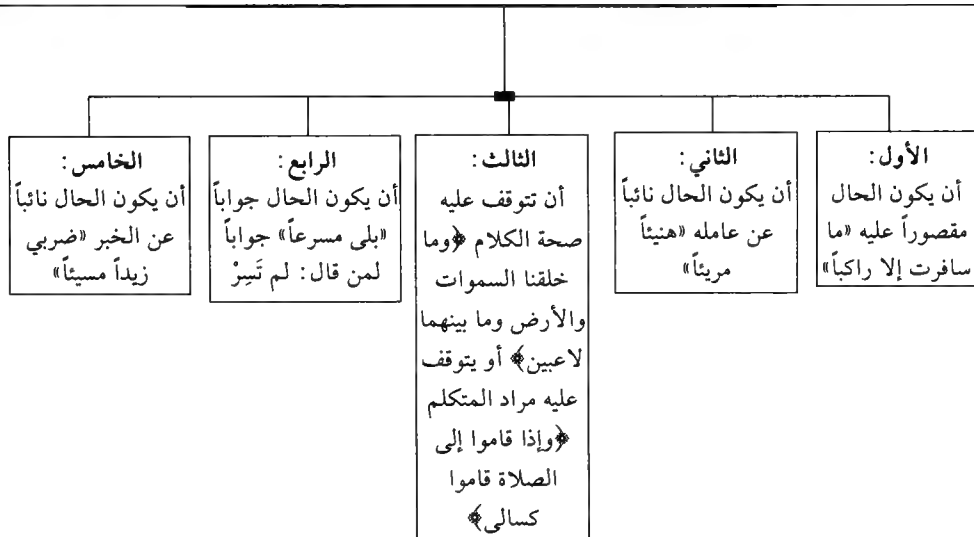 الأول:
أن يكون الحال
مقصوراً عليه «ما
سافرت إلا راكباً»
الثاني:
أن يكون الحال نائباً
عن عامله «هنيئاً
مريئاً»
الثالث:
أن تتوقف عليه
صحة الكلام ﴿وما
خلقنا السموات
والأرض وما بينهما
لاعبين﴾ أو يتوقف
عليه مراد المتكلم
﴿وإذا قاموا إلى
الصلاة قاموا
كسالى﴾
الرابع:
أن يكون الحال جواباً
«بلى مسرعاً» جواباً
لمن قال: لم تَسِرْ
الخامس:
أن يكون الحال نائباً
عن الخبر «ضربي
زيداً مسيئاً»